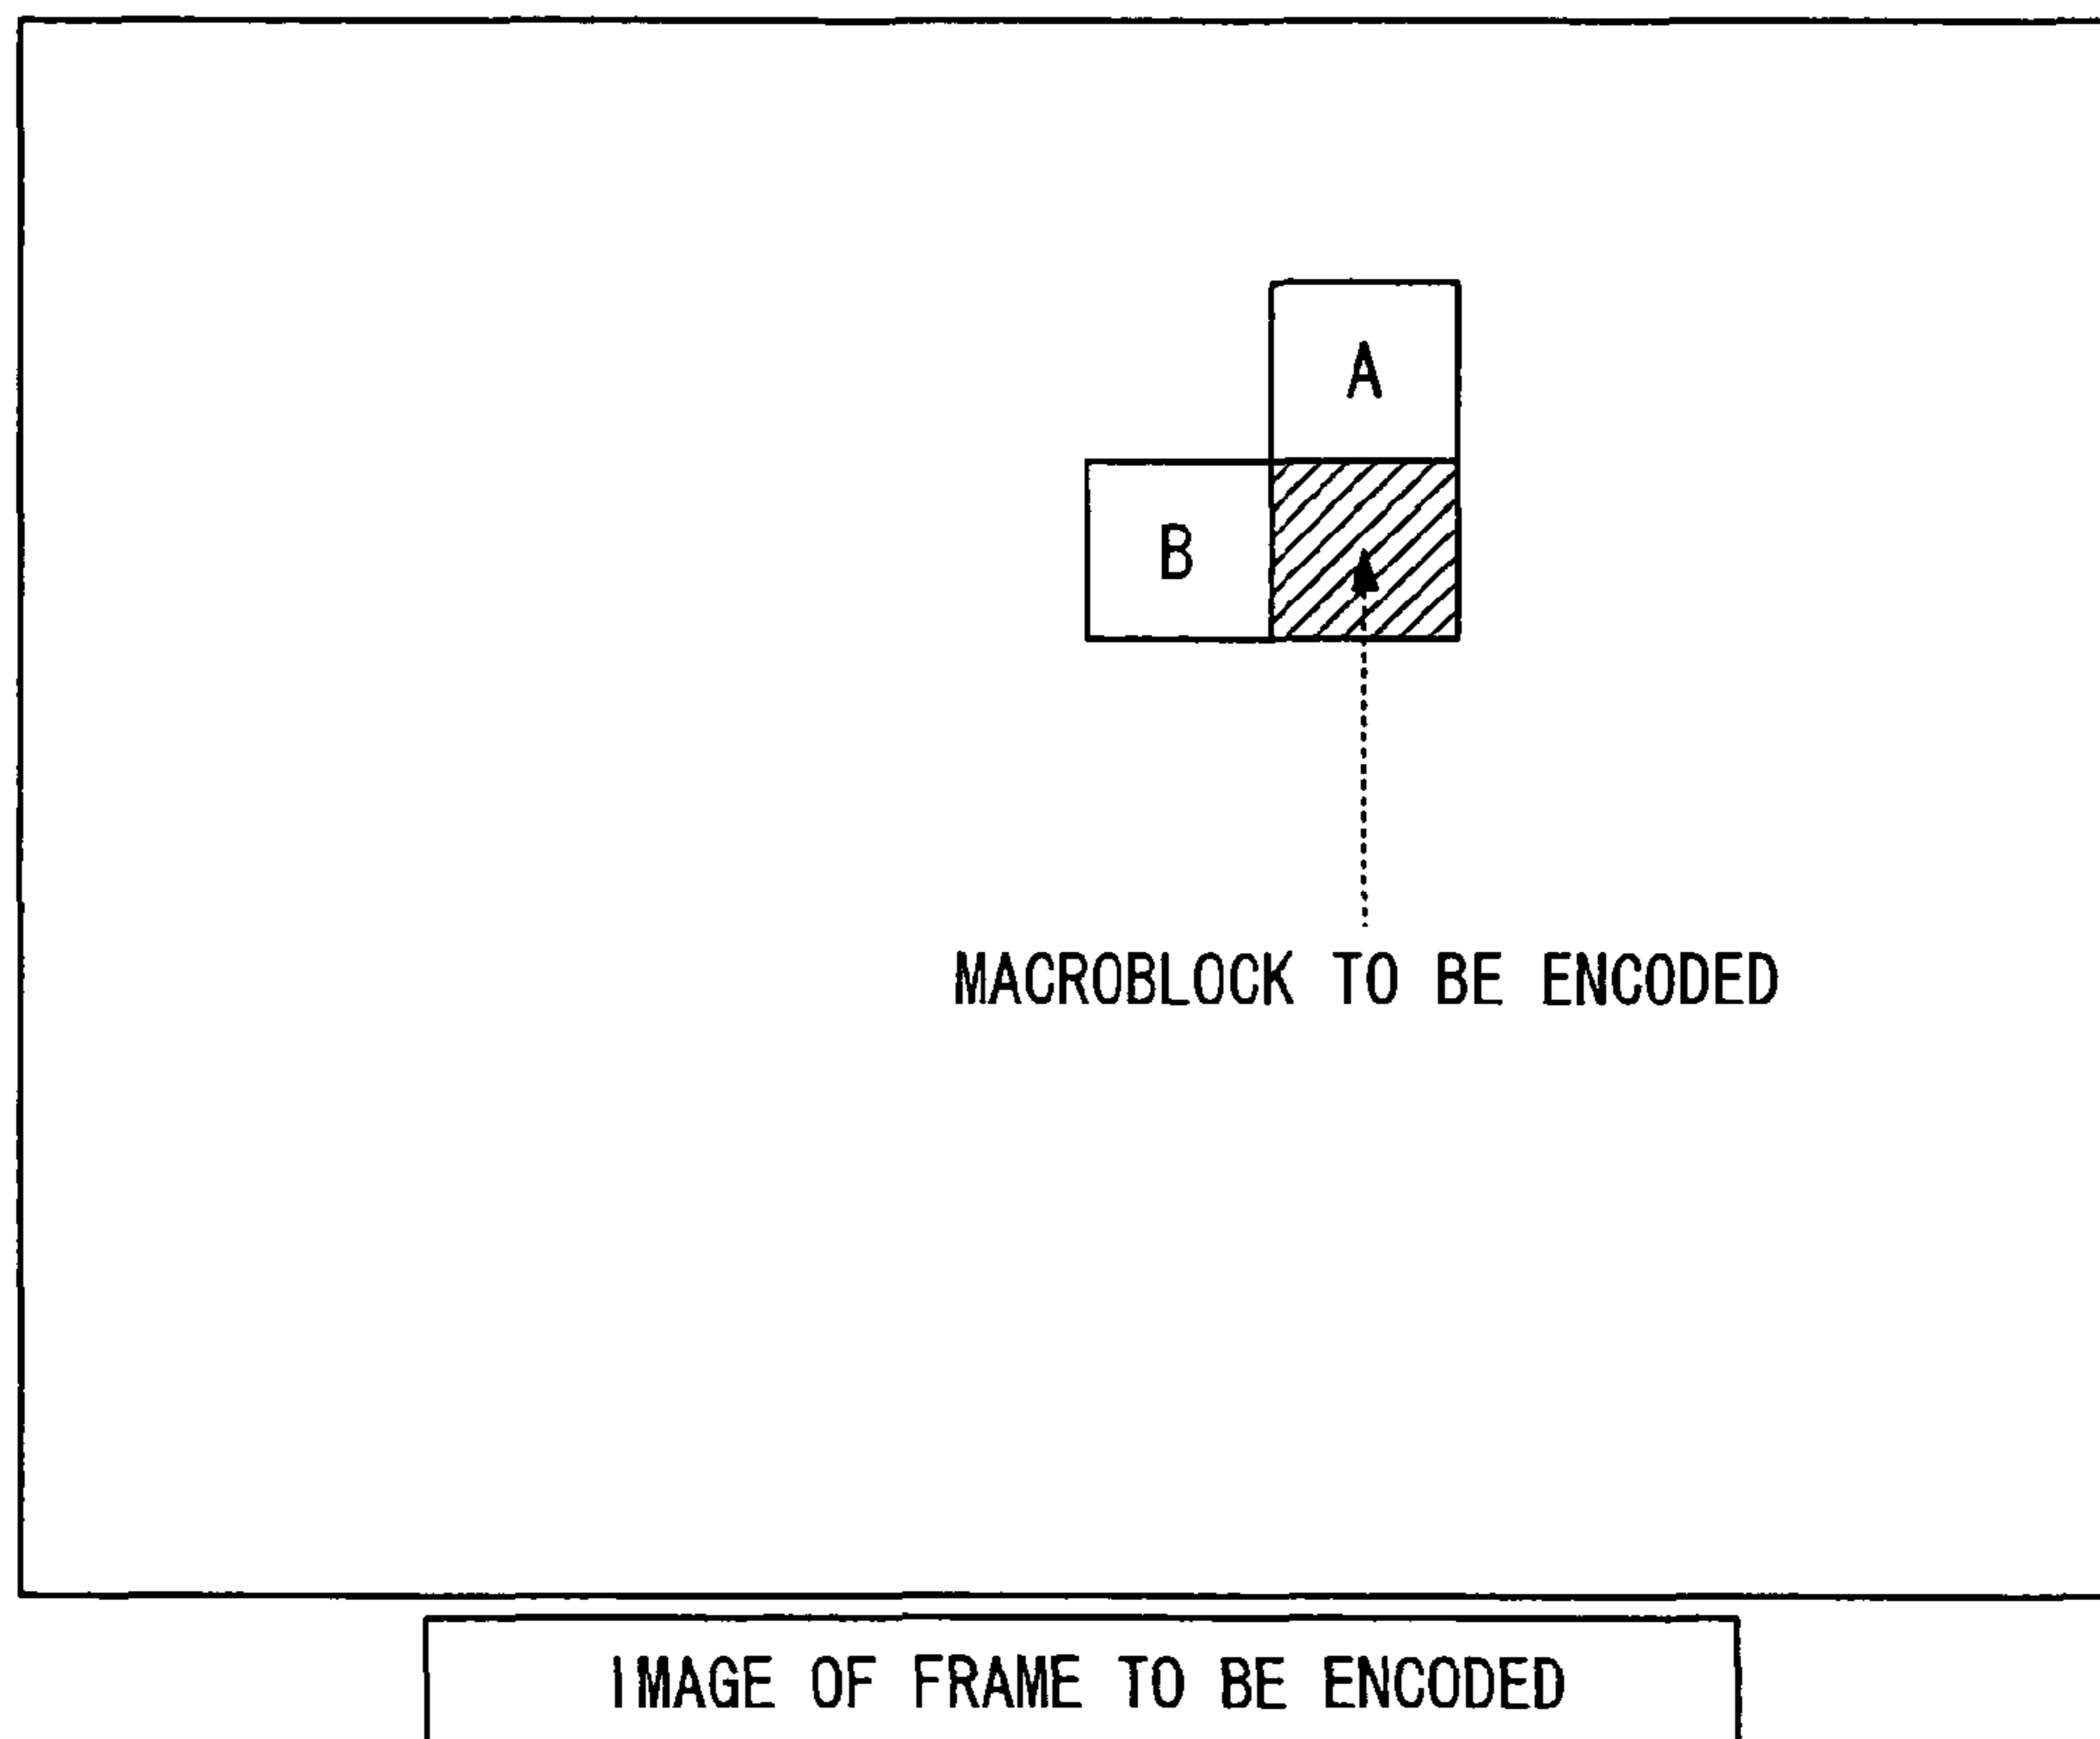 A
B
MACROBLOCK TO BE ENCODED
IMAGE OF FRAME TO BE ENCODED